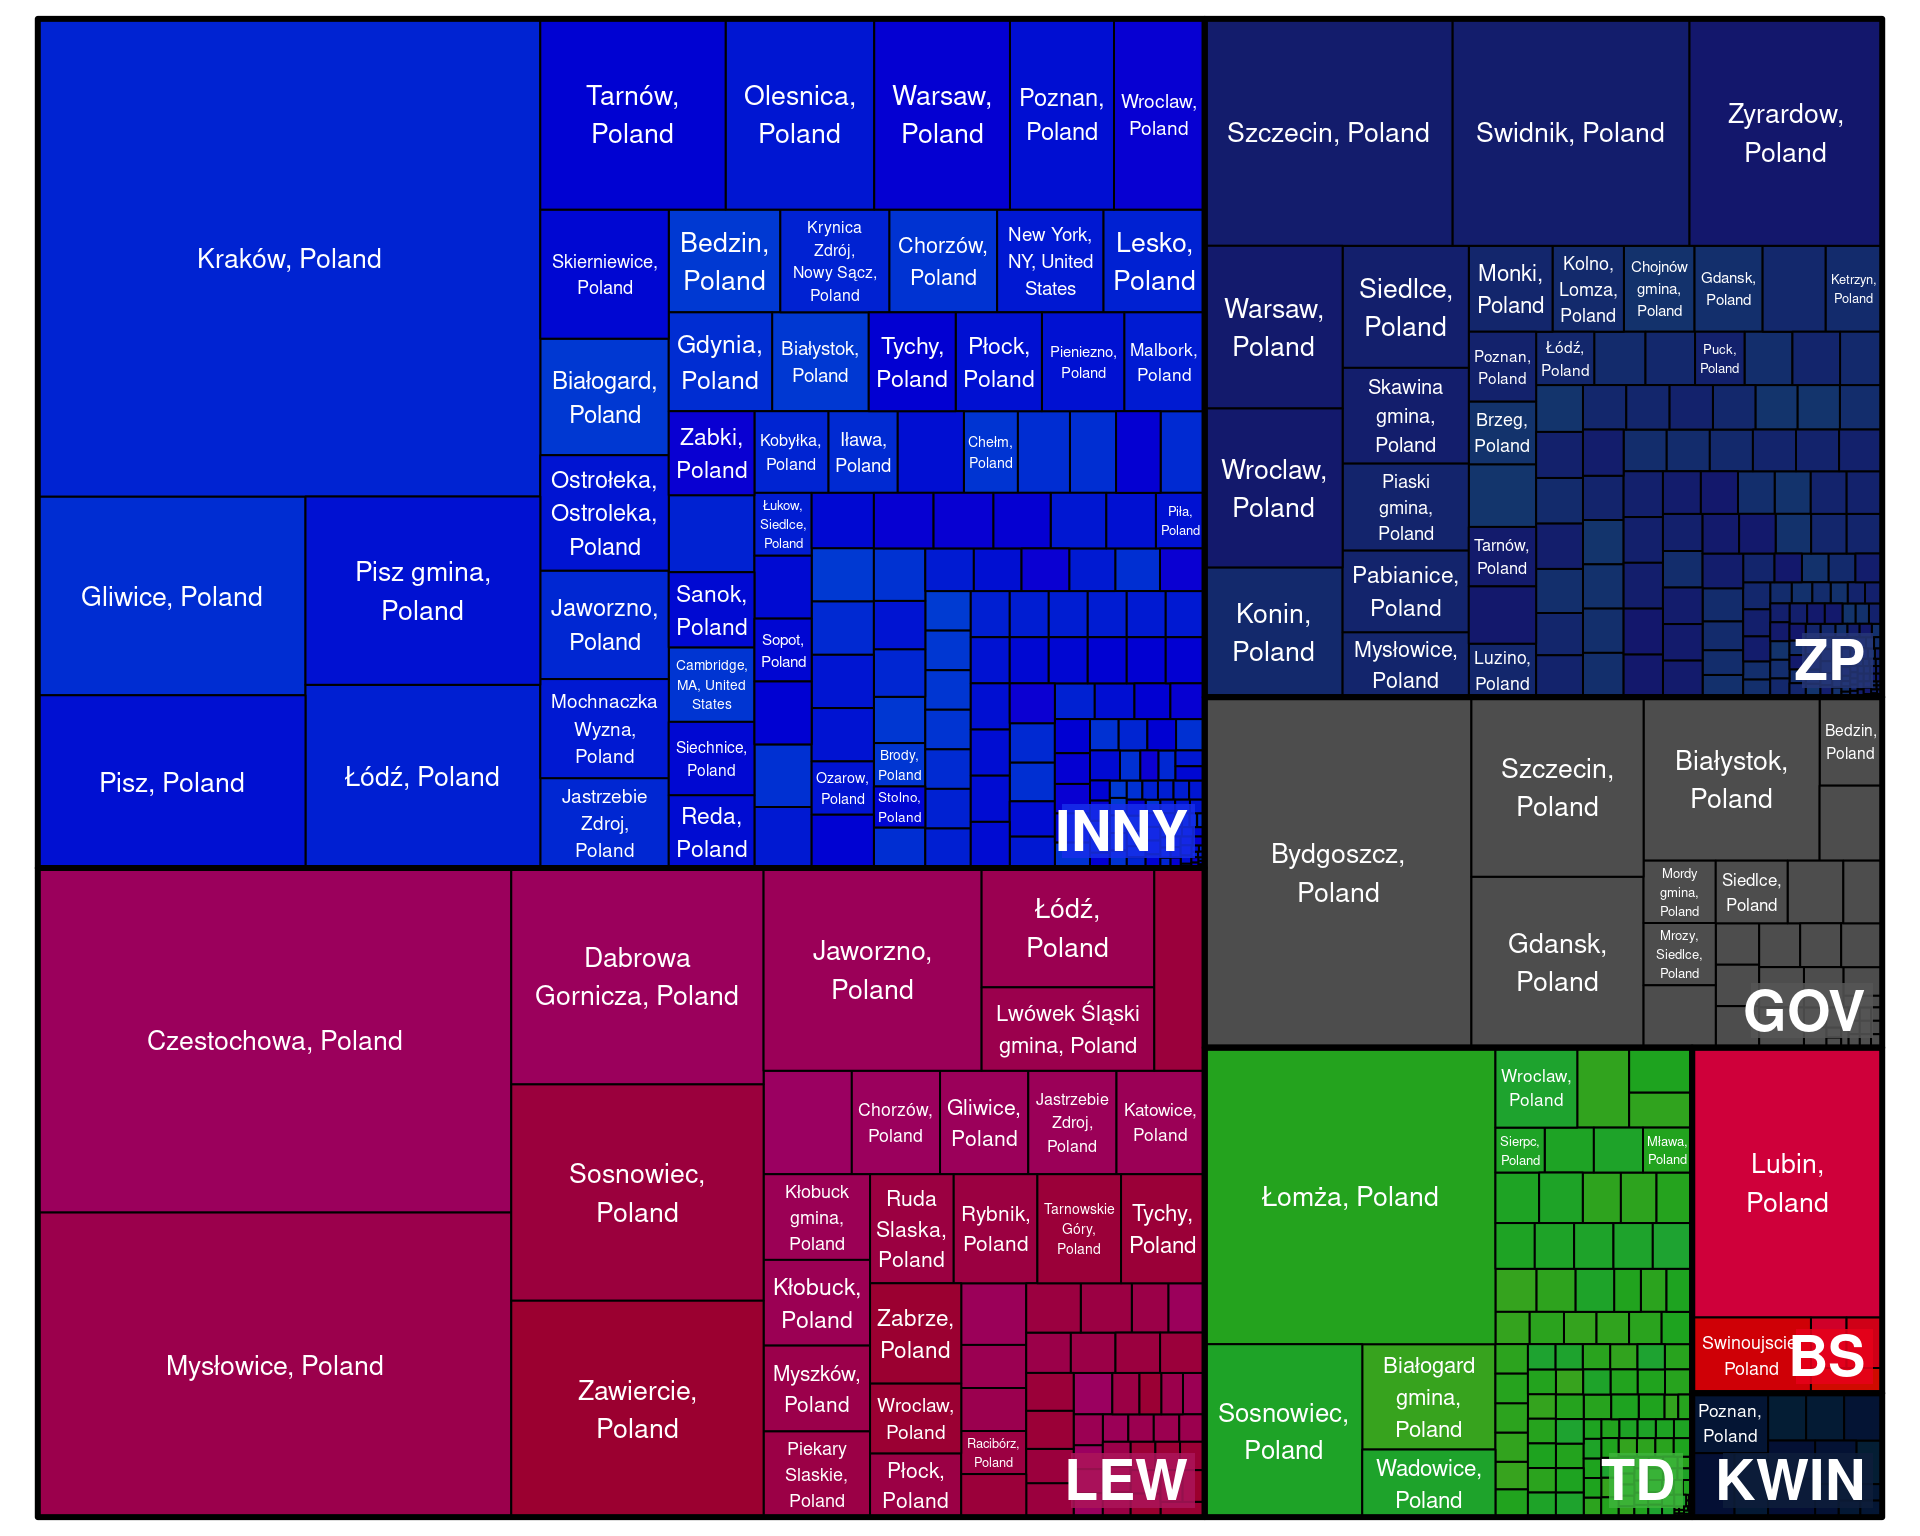 Kraków, Poland
Gliwice, Poland
Pisz gmina,
Poland
Pisz, Poland
Łódź, Poland
Tarnów,
Poland
Olesnica,
Poland
Warsaw,
Poland
Poznan,
Poland
Wroclaw,
Poland
Skierniewice,
Poland
Białogard,
Poland
Ostrołeka,
Ostroleka,
Poland
Jaworzno,
Poland
Mochnaczka
Wyzna,
Poland
Jastrzebie
Zdroj,
Poland
Bedzin,
Poland
Krynica
Zdrój,
Nowy Sącz,
Poland
Chorzów,
Poland
New York,
NY, United
States
Lesko,
Poland
Gdynia,
Poland
Białystok,
Poland
Tychy,
Poland
Płock,
Poland
Pieniezno,
Poland
Malbork,
Poland
Zabki,
Poland
Kobyłka,
Poland
Iława,
Poland
Chełm,
Poland
Sanok,
Poland
Cambridge,
MA, United
States
Siechnice,
Poland
Reda,
Poland
Łukow,
Siedlce,
Poland
Piła,
Poland
Sopot,
Poland
Ozarow,
Poland
Brody,
Poland
Stolno,
Poland
INNY
Szczecin, Poland
Swidnik, Poland
Zyrardow,
Poland
Warsaw,
Poland
Wroclaw,
Poland
Konin,
Poland
Siedlce,
Poland
Skawina
gmina,
Poland
Piaski
gmina,
Poland
Pabianice,
Poland
Mysłowice,
Poland
Monki,
Poland
Kolno,
Lomza,
Poland
Chojnów
gmina,
Poland
Gdansk,
Poland
Ketrzyn,
Poland
Poznan,
Poland
Łódź,
Poland
Puck,
Poland
Brzeg,
Poland
Tarnów,
Poland
Luzino,
Poland
ZP
Bydgoszcz,
Poland
Szczecin,
Poland
Gdansk,
Poland
Białystok,
Poland
Bedzin,
Poland
Mordy
gmina,
Poland
Siedlce,
Poland
Mrozy,
Siedlce,
Poland
GOV
Czestochowa, Poland
Mysłowice, Poland
Dabrowa
Gornicza, Poland
Sosnowiec,
Poland
Zawiercie,
Poland
Jaworzno,
Poland
Łódź,
Poland
Lwówek Śląski
gmina, Poland
Chorzów,
Poland
Gliwice,
Poland
Jastrzebie
Zdroj,
Poland
Katowice,
Poland
Kłobuck
gmina,
Poland
Kłobuck,
Poland
Myszków,
Poland
Piekary
Slaskie,
Poland
Ruda
Slaska,
Poland
Rybnik,
Poland
Tarnowskie
Góry,
Poland
Tychy,
Poland
Zabrze,
Poland
Wroclaw,
Poland
Płock,
Poland
Racibórz,
Poland
LEW
Łomża, Poland
Sosnowiec,
Poland
Białogard
gmina,
Poland
Wadowice,
Poland
Wroclaw,
Poland
Sierpc,
Poland
Mława,
Poland
TD
Lubin,
Poland
Swinoujscie
Poland
BS
Poznan,
Poland
KWIN